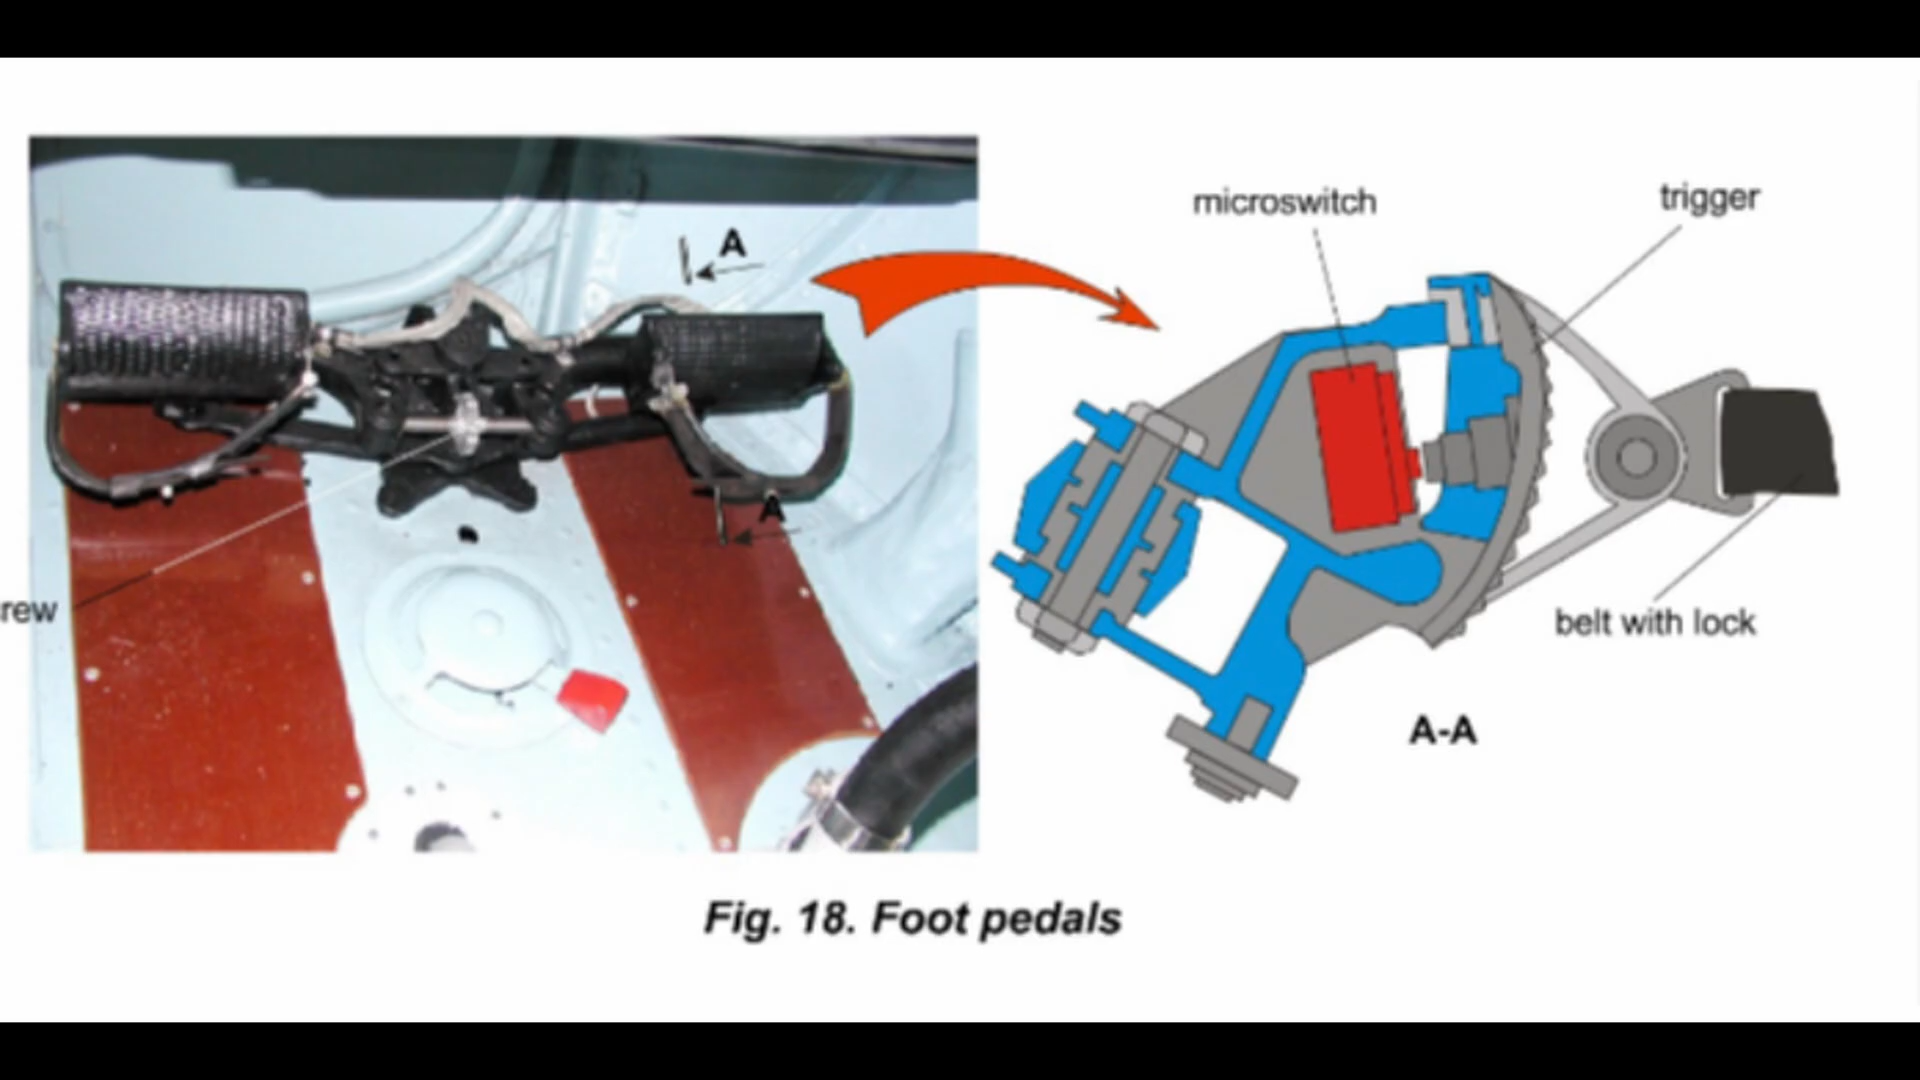 microswitch
trigger
A
A
rew
belt with lock
A-A
Fig. 18. Foot pedals